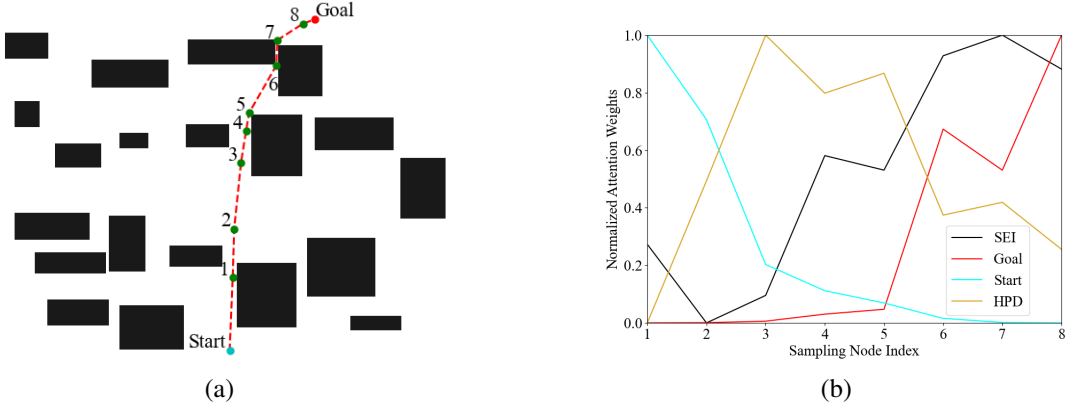 Goal
8
7
6
5
4
3
2
1
Start
(a)
Normalized Attention Weights
1.0
0.8
0.6
0.4
0.2
0.0
SEI
Goal
Start
HPD
1 2 3 4 5 6 7 8
Sampling Node Index
(b)